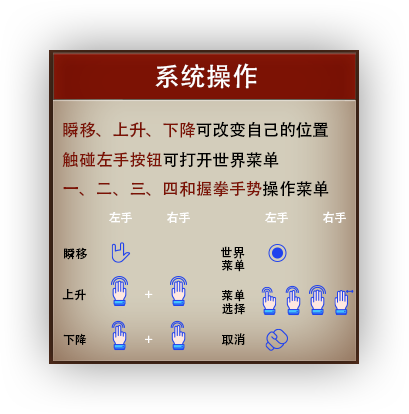 系统操作
瞬移、上升、下降可改变自己的位置
触碰左手按钮可打开世界菜单
一、二、三、四和握拳手势操作菜单
左手 右手 左手 右手
瞬移 世界菜单
上升 + 菜单选择
下降 + 取消